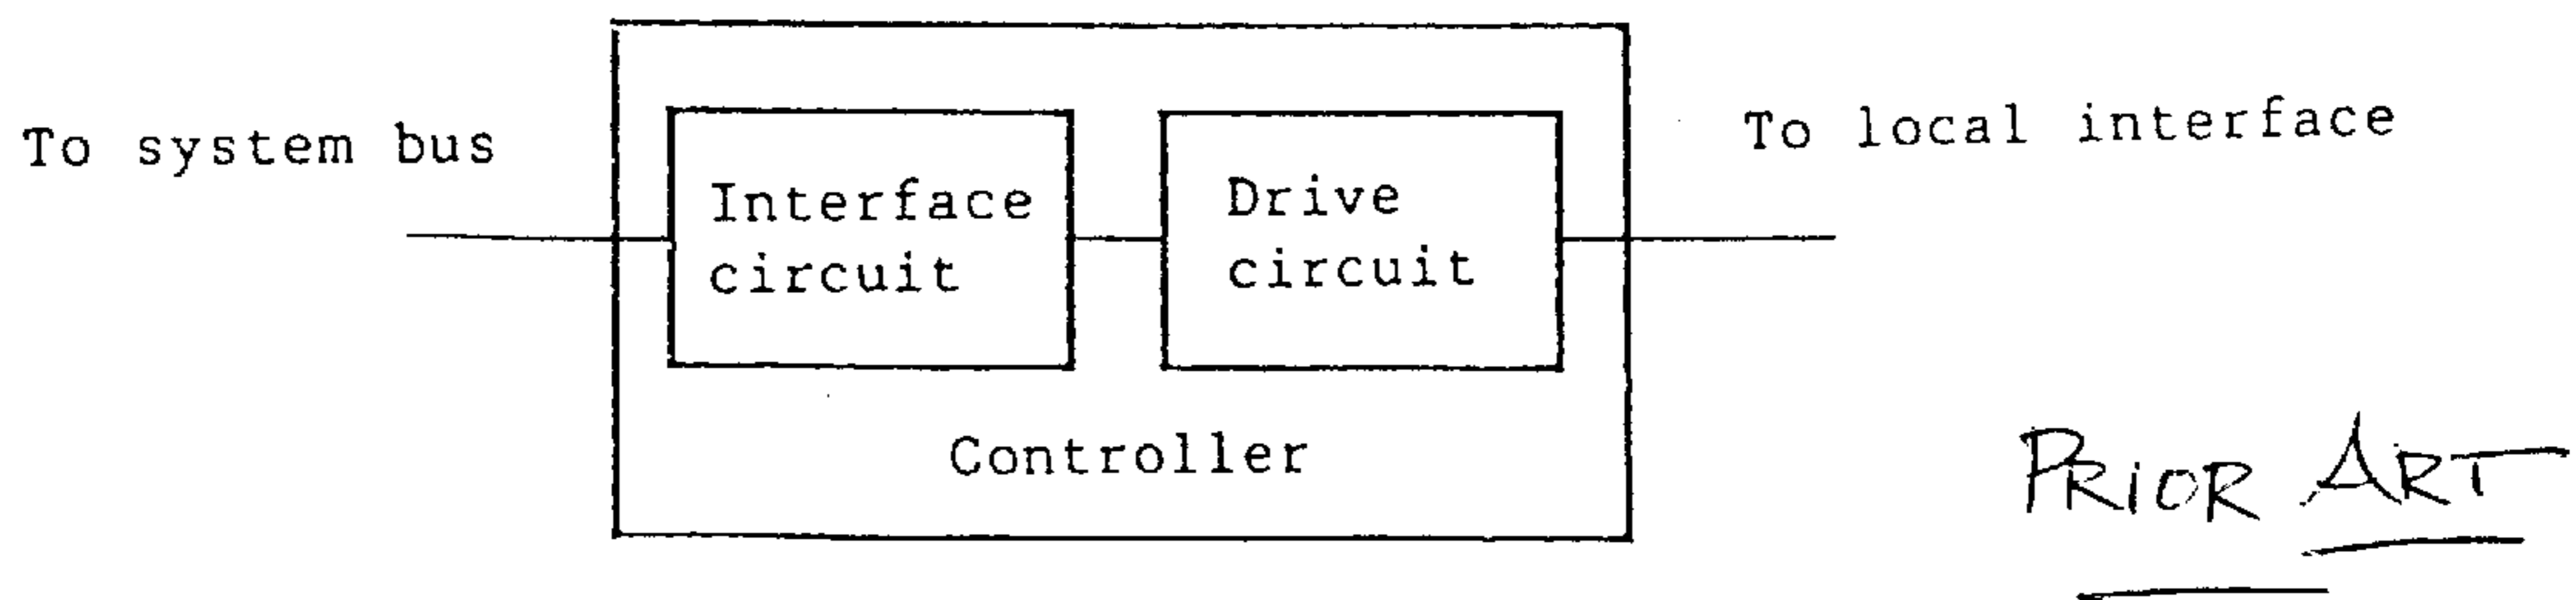 To system bus
Interface
circuit
Drive
circuit
To local interface
Controller
PRiOR ART